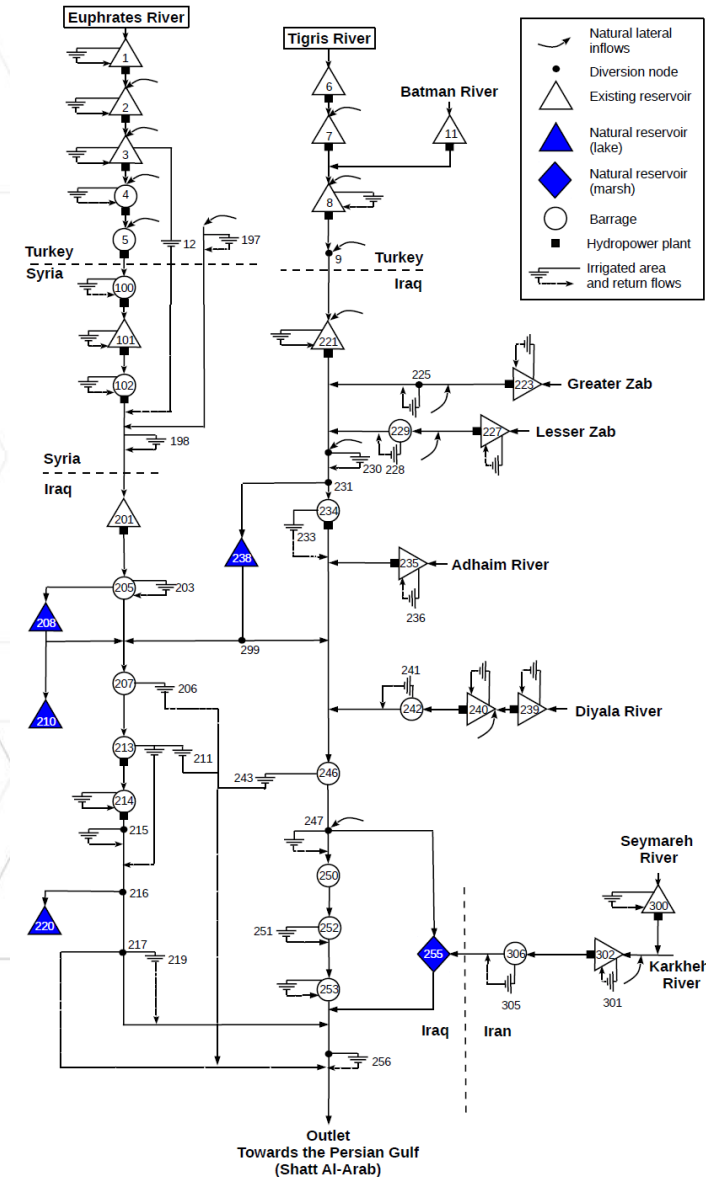 Euphrates River
Tigris River
Batman River
Natural lateral
inflows
Diversion node
Existing reservoir
Natural reservoir
(lake)
Natural reservoir
(marsh)
Barrage
Hydropower plant
Irrigated area
and return flows
1
2
3
4
5
6
7
11
8
12
197
9
Turkey
Syria
Turkey
Iraq
100
101
102
221
225
223
Greater Zab
229
227
Lesser Zab
198
230
228
Syria
Iraq
231
201
234
233
238
235
Adhaim River
236
205
203
208
299
207
206
210
241
242
240
239
Diyala River
213
211
243
246
214
215
247
Seymareh
River
250
300
216
220
251
252
217
219
255
306
302
Karkheh
River
253
305
301
Iraq
Iran
256
Outlet
Towards the Persian Gulf
(Shatt Al-Arab)